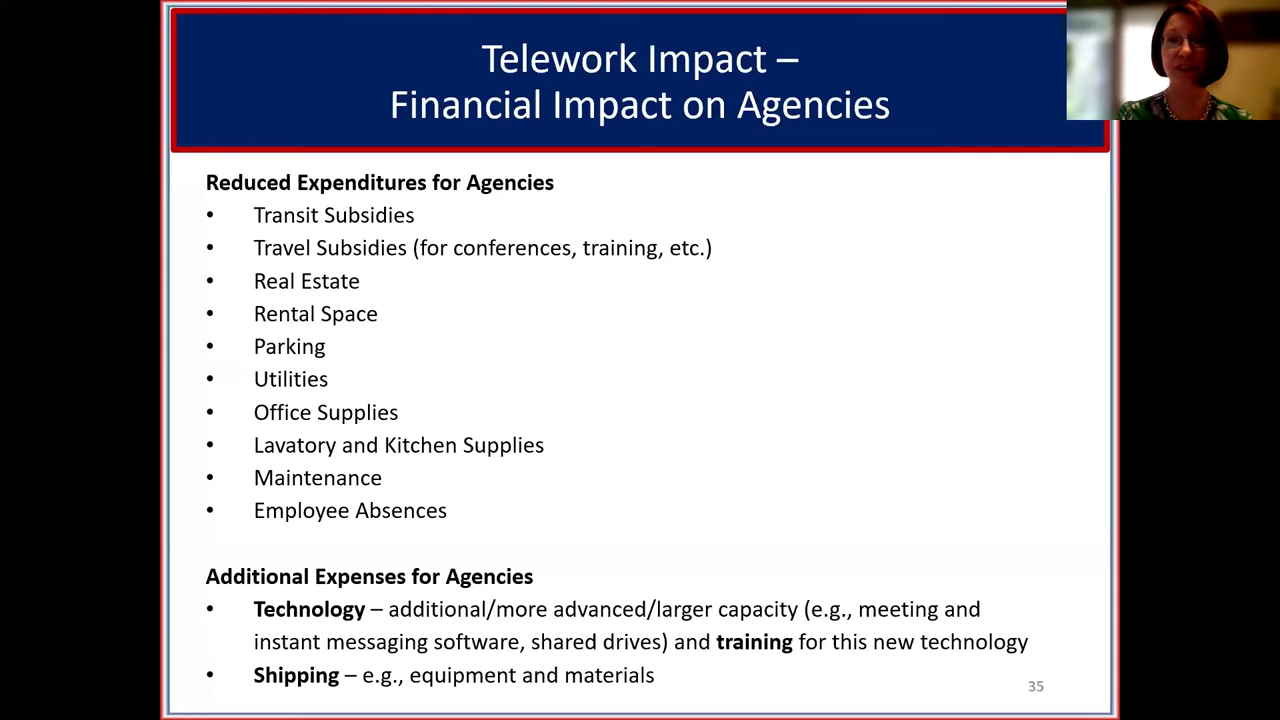 Telework Impact –
Financial Impact on Agencies
Reduced Expenditures for Agencies
• Transit Subsidies
• Travel Subsidies (for conferences, training, etc.)
• Real Estate
• Rental Space
• Parking
• Utilities
• Office Supplies
• Lavatory and Kitchen Supplies
• Maintenance
• Employee Absences
Additional Expenses for Agencies
• Technology – additional/more advanced/larger capacity (e.g., meeting and
instant messaging software, shared drives) and training for this new technology
• Shipping – e.g., equipment and materials
35